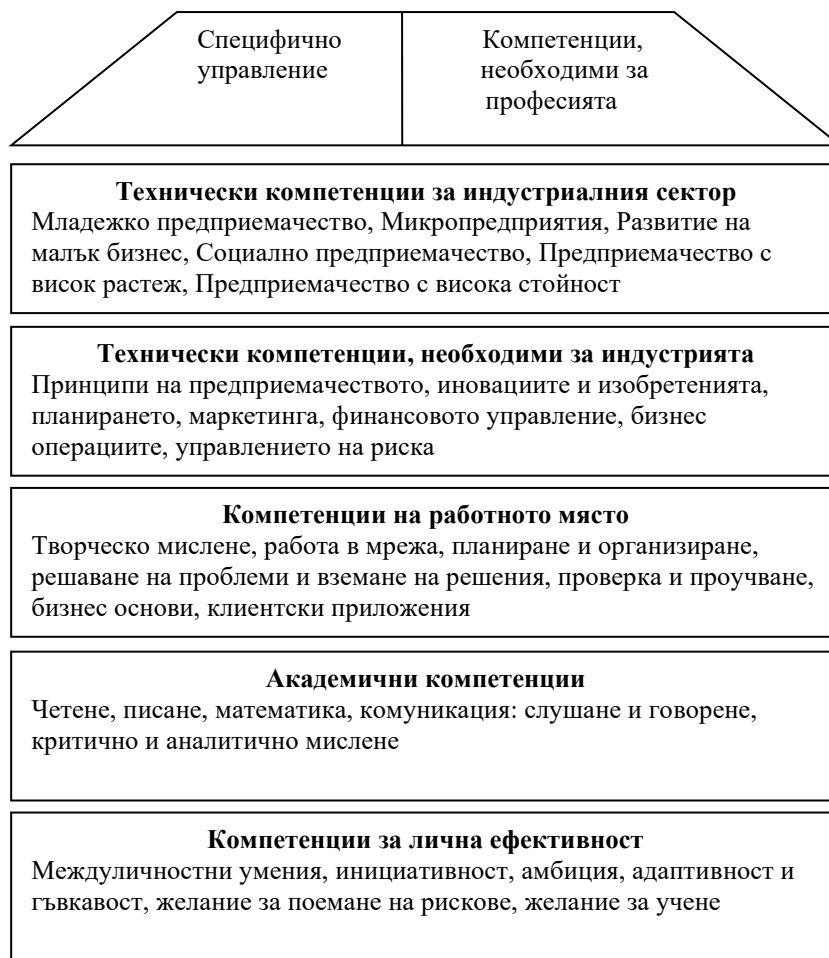 Специфично
управление
Компетенции,
необходими за
професията
Технически компетенции за индустриалния сектор
Младежко предприемачество, Микропредприятия, Развитие на
малък бизнес, Социално предприемачество, Предприемачество с
висок растеж, Предприемачество с висока стойност
Технически компетенции, необходими за индустрията
Принципи на предприемачеството, иновациите и изобретенията,
планирането, маркетинга, финансовото управление, бизнес
операциите, управлението на риска
Компетенции на работното място
Творческо мислене, работа в мрежа, планиране и организиране,
решаване на проблеми и вземане на решения, проверка и проучване,
бизнес основи, клиентски приложения
Академични компетенции
Четене, писане, математика, комуникация: слушане и говорене,
критично и аналитично мислене
Компетенции за лична ефективност
Междуличностни умения, инициативност, амбиция, адаптивност и
гъвкавост, желание за поемане на рискове, желание за учене